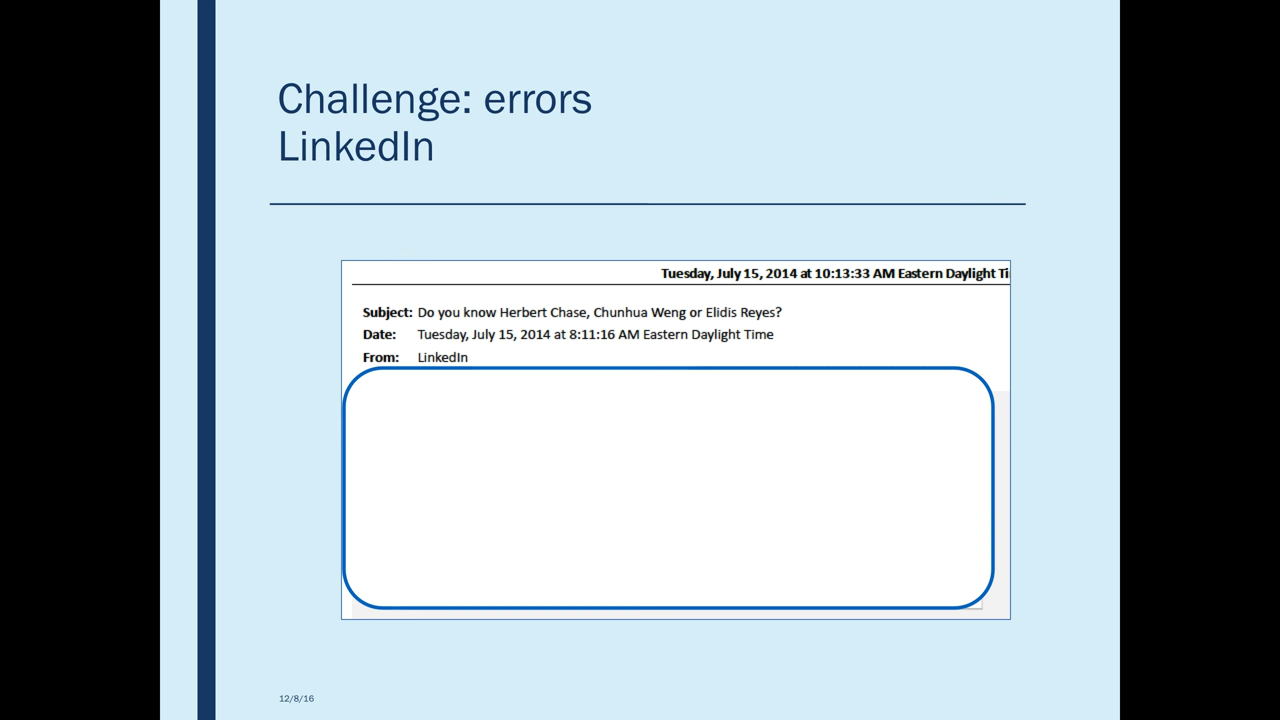 Challenge: errors
LinkedIn
Tuesday, July 15, 2014 at 10:13:33 AM Eastern Daylight
Subject: Do you know Herbert Chase, Chunhua Weng or Elidis Reyes?
Date: Tuesday, July 15, 2014 at 8:11:16 AM Eastern Daylight Time
From: LinkedIn
12/8/16